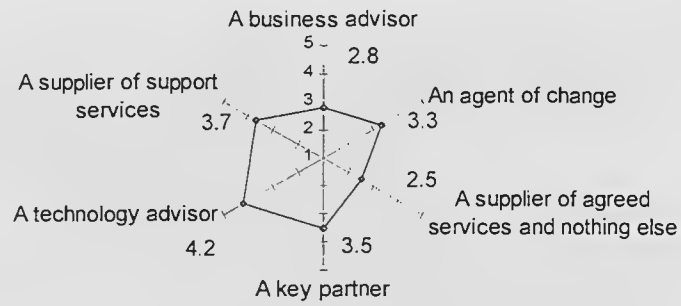 A business advisor
5
2.8
4
A supplier of support
services
3
An agent of change
3.7
2
3.3
1
2.5
A technology advisor
A supplier of agreed
services and nothing else
4.2
3.5
A key partner